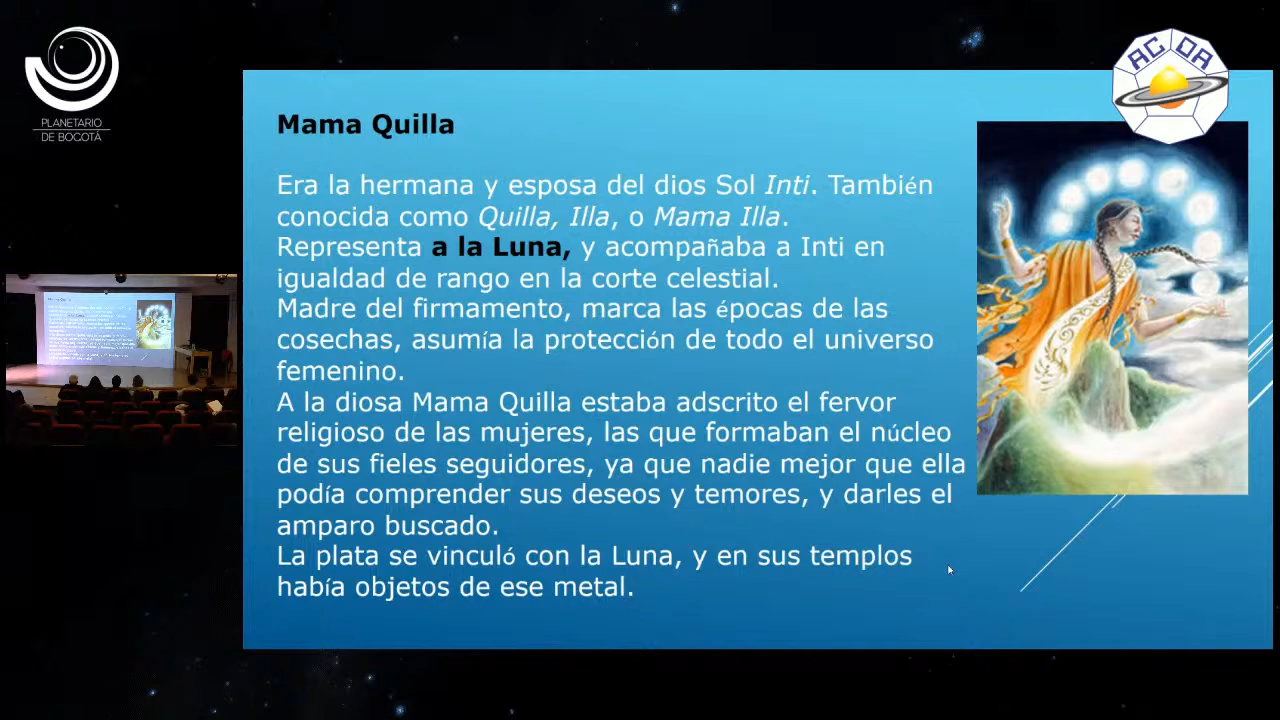 PLANETARIO
DE BOGOTÁ
ACDA
Mama Quilla
Era la hermana y esposa del dios Sol Inti. También
conocida como Quilla, Illa, o Mama Illa.
Representa a la Luna, y acompañaba a Inti en
igualdad de rango en la corte celestial.
Madre del firmamento, marca las épocas de las
cosechas, asumía la protección de todo el universo
femenino.
A la diosa Mama Quilla estaba adscrito el fervor
religioso de las mujeres, las que formaban el núcleo
de sus fieles seguidores, ya que nadie mejor que ella
podía comprender sus deseos y temores, y darles el
amparo buscado.
La plata se vinculó con la Luna, y en sus templos
había objetos de ese metal.
Mama Quilla